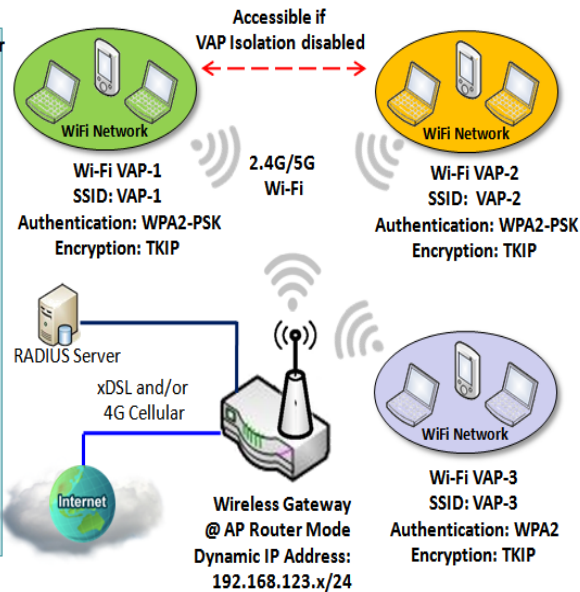 Accessible if
VAP Isolation disabled
r
WiFi Network
WiFi Network
Wi-Fi VAP-1
SSID: VAP-1
Authentication: WPA2-PSK
Encryption: TKIP
2.4G/5G
Wi-Fi
Wi-Fi VAP-2
SSID: VAP-2
Authentication: WPA2-PSK
Encryption: TKIP
RADIUS Server
xDSL and/or
4G Cellular
Internet
Wireless Gateway
@ AP Router Mode
Dynamic IP Address:
192.168.123.x/24
WiFi Network
Wi-Fi VAP-3
SSID: VAP-3
Authentication: WPA2
Encryption: TKIP